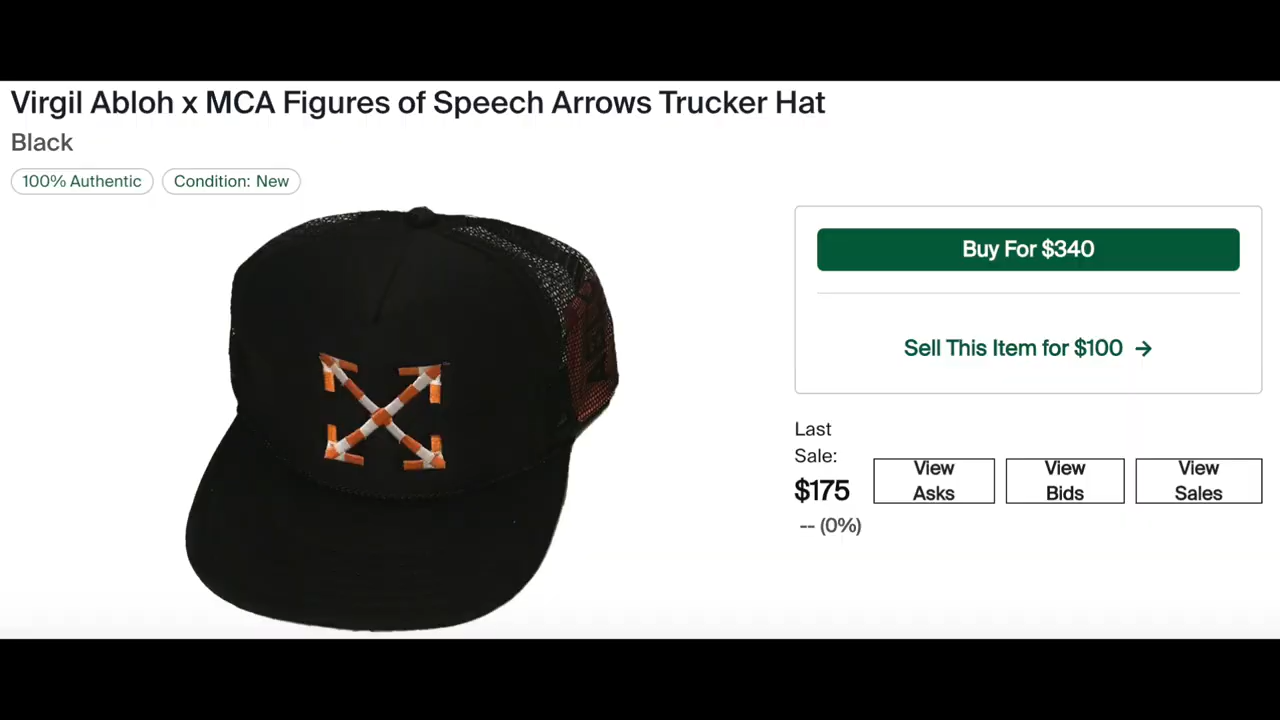 Virgil Abloh x MCA Figures of Speech Arrows Trucker Hat
Black
100% Authentic
Condition: New
Buy For $340
Sell This Item for $100 →
Last
Sale:
$175
-- (0%)
View
Asks
View
Bids
View
Sales